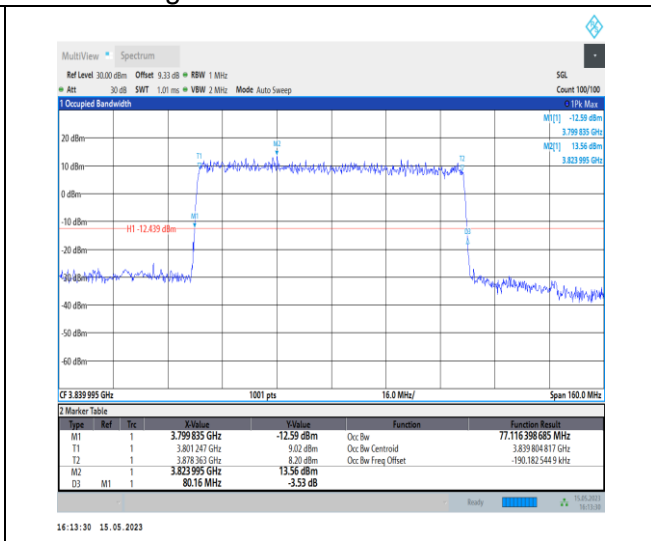 MultiView Spectrum
Ref Level 30.00 dBm Offset 9.33 dB RBW 1 MHz SGL
Att 30 dB SWT 1.01 ms VBW 2 MHz Mode Auto Sweep Count 100/100
1 Occupied Bandwidth 1Pk Max
M1[1] -12.59 dBm
3.799 835 GHz
M2[1] 13.56 dBm
3.823 995 GHz
20 dBm
M2
T1 T2
10 dBm
0 dBm
M1
-10 dBm
H1 -12.439 dBm
D3
-20 dBm
-30 dBm
-40 dBm
-50 dBm
-60 dBm
CF 3.839 995 GHz 1001 pts 16.0 MHz/ Span 160.0 MHz
2 Marker Table
Type Ref Trc X-Value Y-Value Function Function Result
M1 1 3.799 835 GHz -12.59 dBm Occ Bw 77.116 398 685 MHz
T1 1 3.801 247 GHz 9.02 dBm Occ Bw Centroid 3.839 804 817 GHz
T2 1 3.878 363 GHz 8.20 dBm Occ Bw Freq Offset -190.182 544 9 kHz
M2 1 3.823 995 GHz 13.56 dBm
D3 M1 1 80.16 MHz -3.53 dB
Ready 15.05.2023
16:13:30
16:13:30 15.05.2023